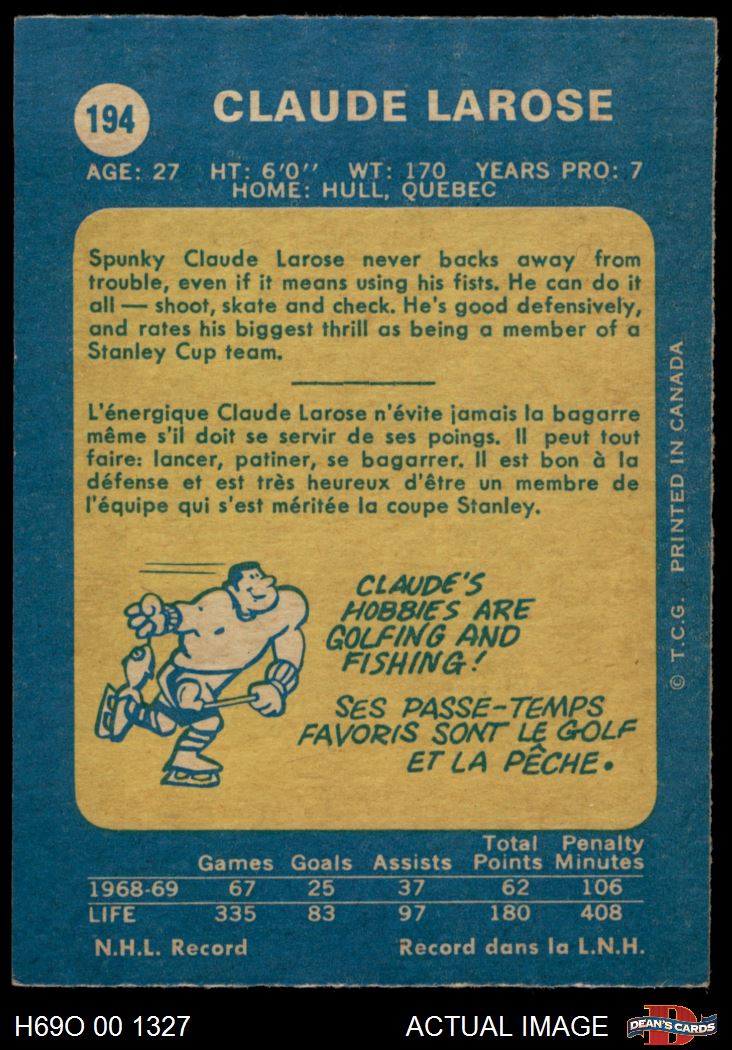 194
CLAUDE LAROSE
AGE: 27 HT: 6'0'' WT: 170 YEARS PRO: 7
HOME: HULL, QUEBEC
Spunky Claude Larose never backs away from
trouble, even if it means using his fists. He can do it
all — shoot, skate and check. He's good defensively,
and rates his biggest thrill as being a member of a
Stanley Cup team.
L'énergique Claude Larose n'évite jamais la bagarre
même s'il doit se servir de ses poings. Il peut tout
faire: lancer, patiner, se bagarrer. Il est bon à la
défense et est très heureux d'être un membre de
l'équipe qui s'est méritée la coupe Stanley.
CLAUDE'S
HOBBIES ARE
GOLFING AND
FISHING!
SES PASSE-TEMPS
FAVORIS SONT LE GOLF
ET LA PÊCHE.
© T.C.G. PRINTED IN CANADA
Total Penalty
Games Goals Assists Points Minutes
1968-69 67 25 37 62 106
LIFE 335 83 97 180 408
N.H.L. Record Record dans la L.N.H.
H69O 00 1327 ACTUAL IMAGE
D
DEAN'S CARDS